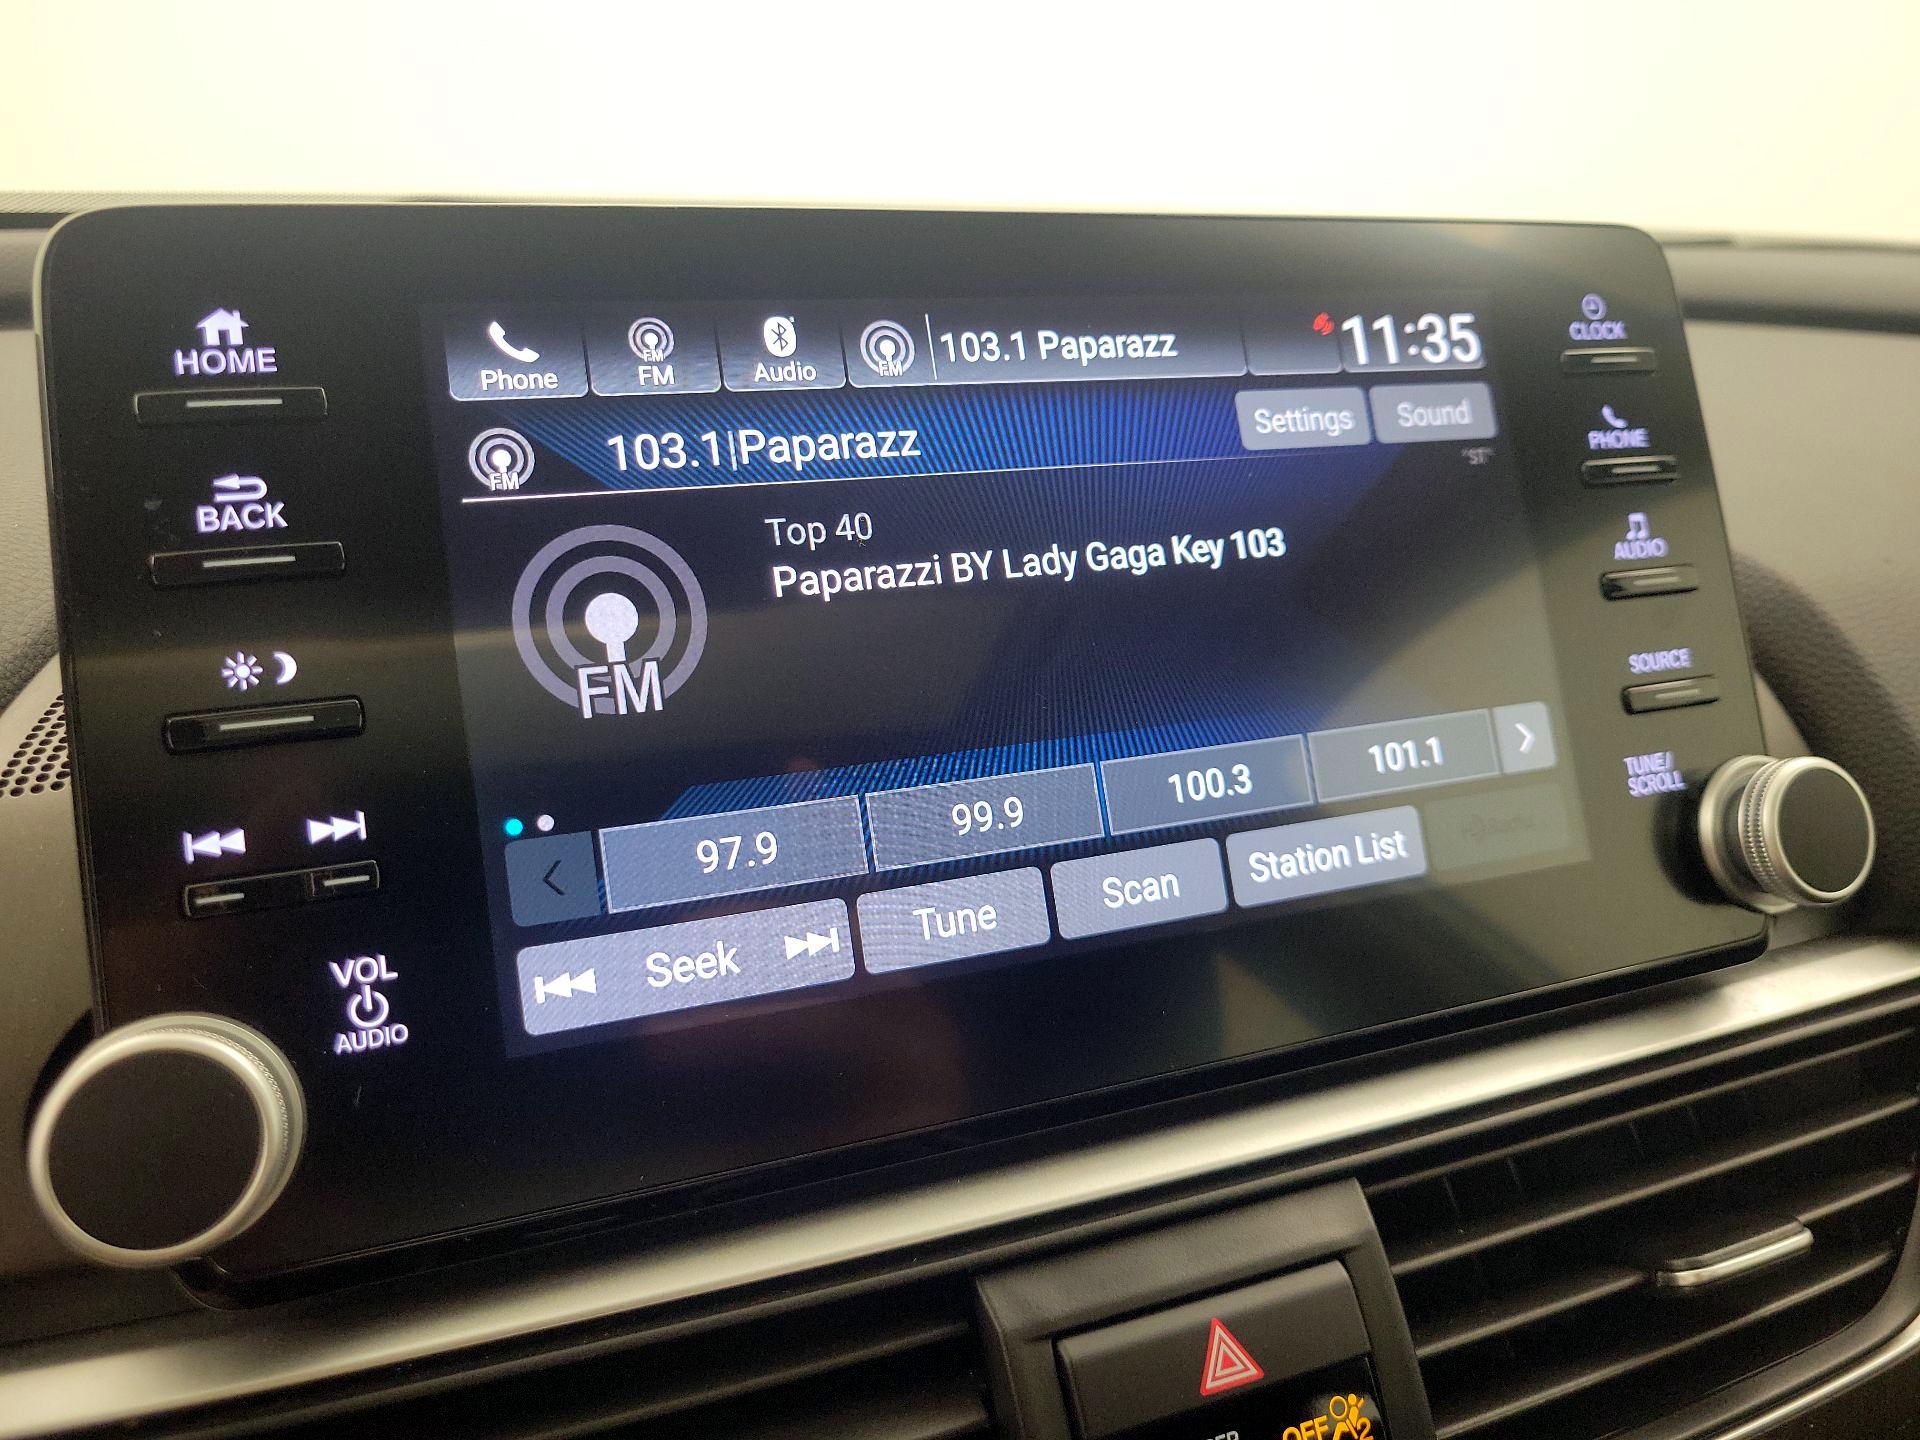 HOME
BACK
VOL
AUDIO
Phone
FM
Audio
FM
103.1 Paparazz
11:35
FM
103.1|Paparazz
Settings
Sound
"ST"
Top 40
Paparazzi BY Lady Gaga Key 103
FM
97.9
99.9
100.3
101.1
Seek
Tune
Scan
Station List
CLOCK
PHONE
AUDIO
SOURCE
TUNE/
SCROLL
OFF
2